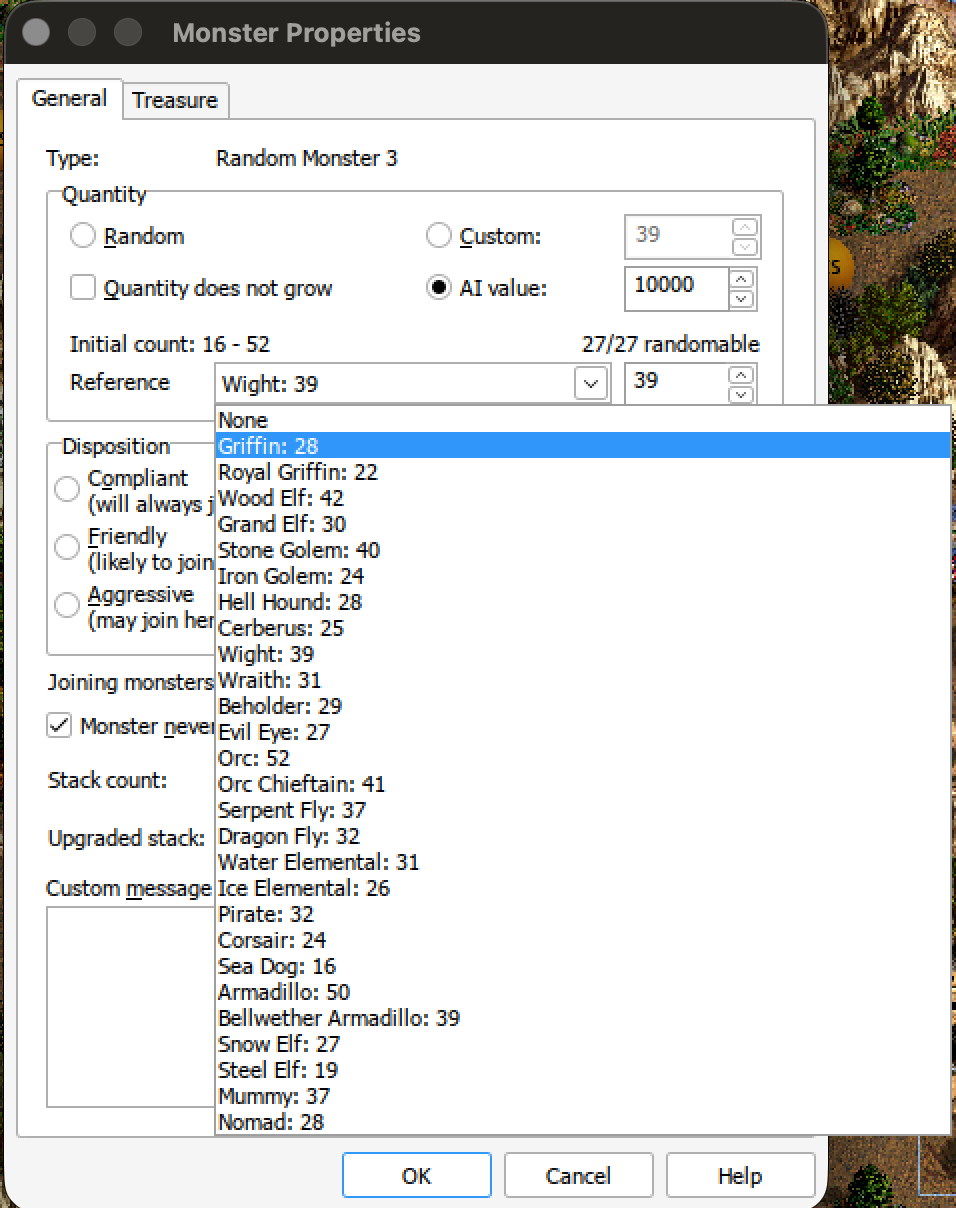 Monster Properties
General Treasure
Type: Random Monster 3
Quantity
Random Custom: 39
Quantity does not grow AI value: 10000
Initial count: 16 - 52 27/27 randomable
Reference Wight: 39 39
None
Disposition Griffin: 28
Compliant Royal Griffin: 22
(will always j Wood Elf: 42
Friendly Grand Elf: 30
(likely to join Stone Golem: 40
Iron Golem: 24
Aggressive Hell Hound: 28
(may join her Cerberus: 25
Wight: 39
Joining monsters Wraith: 31
Beholder: 29
Monster never Evil Eye: 27
Orc: 52
Stack count: Orc Chieftain: 41
Serpent Fly: 37
Upgraded stack: Dragon Fly: 32
Water Elemental: 31
Custom message Ice Elemental: 26
Pirate: 32
Corsair: 24
Sea Dog: 16
Armadillo: 50
Bellwether Armadillo: 39
Snow Elf: 27
Steel Elf: 19
Mummy: 37
Nomad: 28
OK Cancel Help